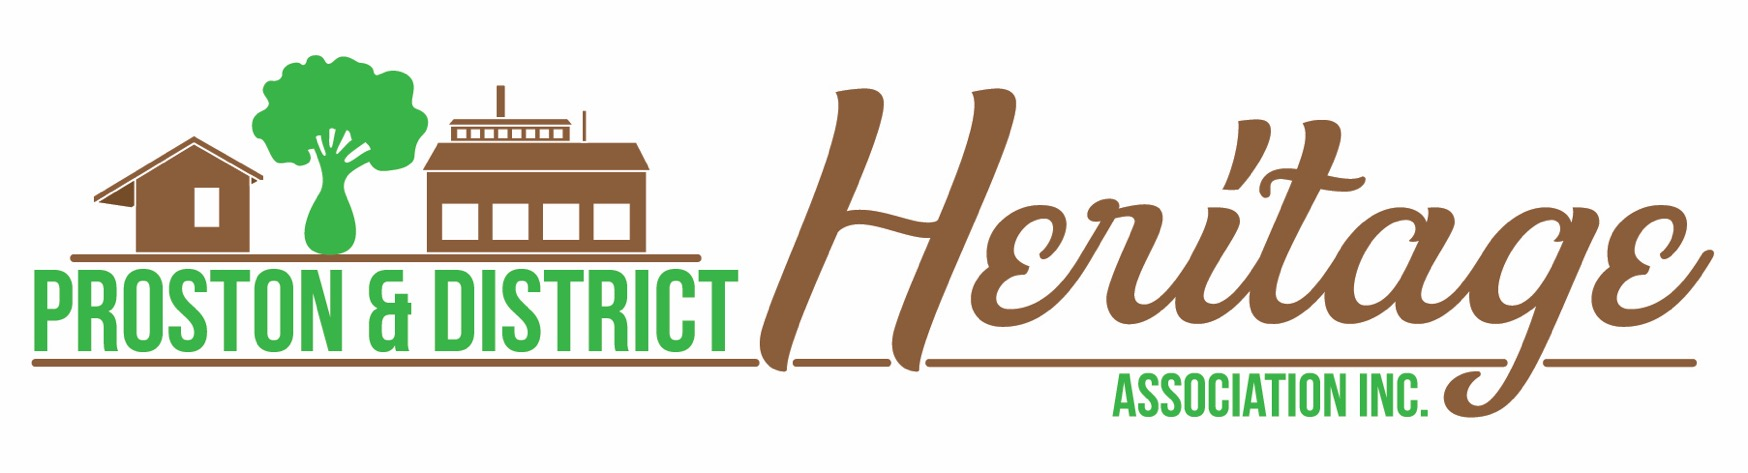 PROSTON & DISTRICT
Heritage
ASSOCIATION INC.